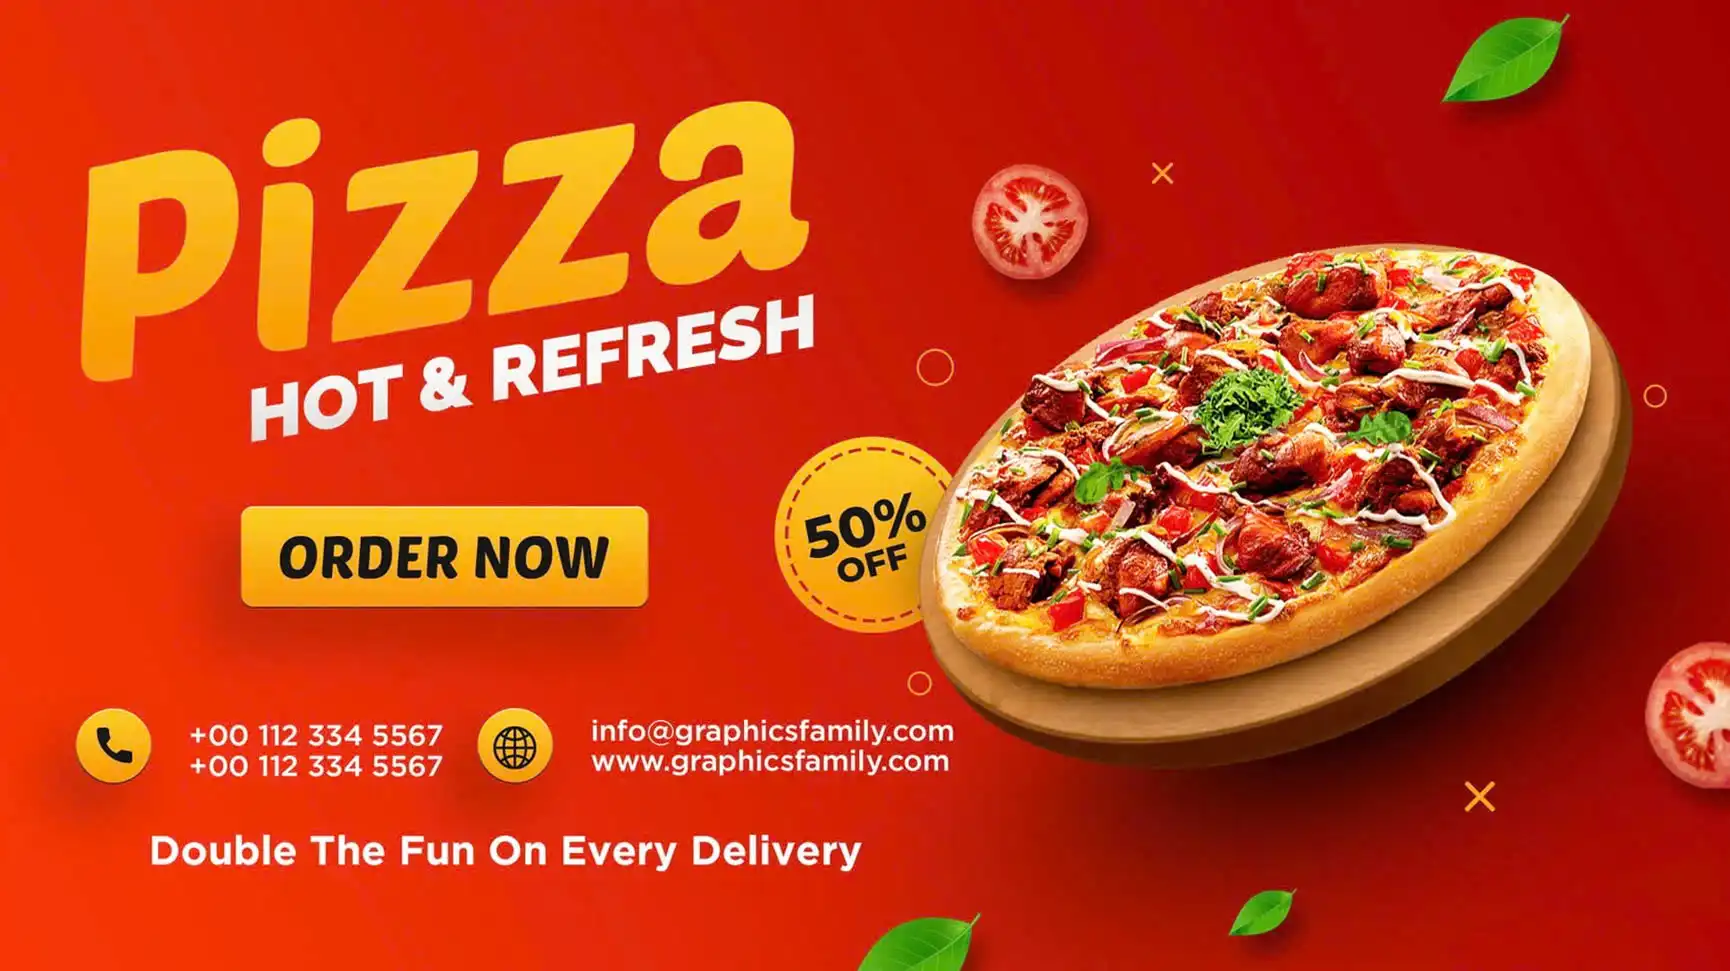 Pizza
HOT & REFRESH
ORDER NOW
50%
OFF
+00 112 334 5567
+00 112 334 5567
info@graphicsfamily.com
www.graphicsfamily.com
Double The Fun On Every Delivery